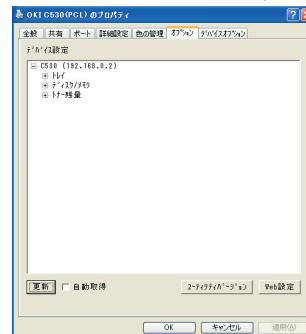 OKI C530(PCL) のプロパティ
全般 共有 ポート 詳細設定 色の管理 オプション デバイスオプション
デバイス設定
C530 (192.168.0.2)
トレイ
ディスク/メモリ
トナー残量
更新 自動取得 ユーティリティバージョン Web設定
OK キャンセル 適用(A)